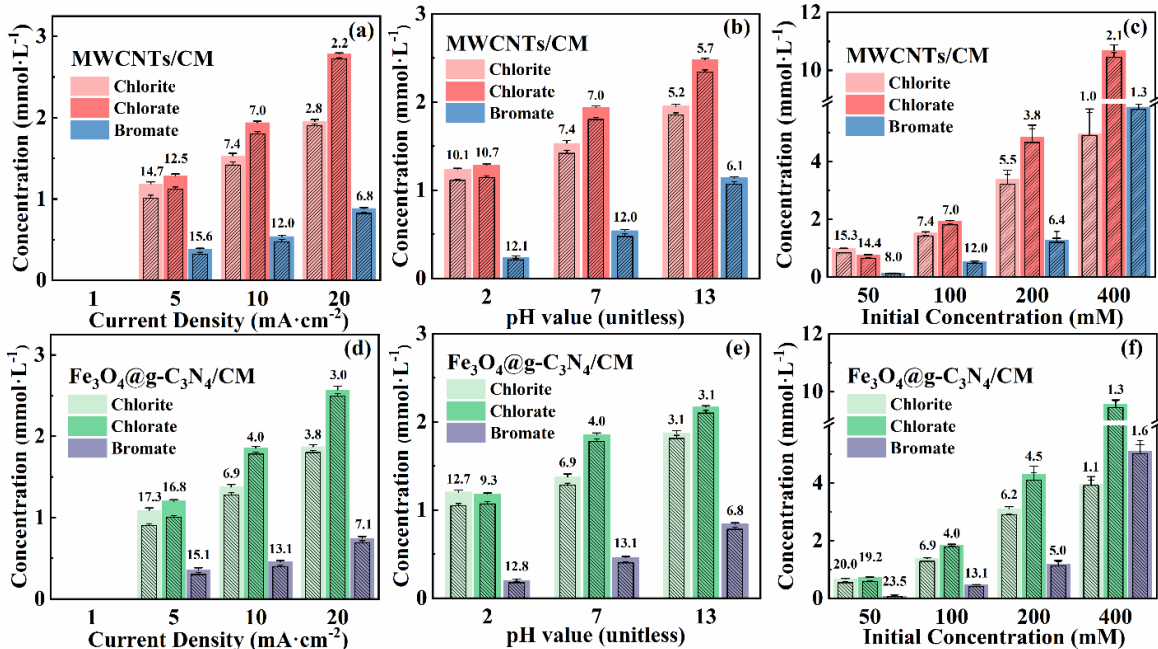 (a)
MWCNTs/CM
Chlorite
Chlorate
Bromate
Concentration (mmol·L⁻¹)
3
2
1
0
14.7 12.5 15.6
7.4 7.0 12.0
2.8 2.2 6.8
1 5 10 20
Current Density (mA·cm⁻²)
(b)
MWCNTs/CM
Chlorite
Chlorate
Bromate
Concentration (mmol·L⁻¹)
3
2
1
0
10.1 10.7 12.1
7.4 7.0 12.0
5.2 5.7 6.1
2 7 13
pH value (unitless)
(c)
MWCNTs/CM
Chlorite
Chlorate
Bromate
Concentration (mmol·L⁻¹)
12
10
4
2
0
15.3 14.4 8.0
7.4 7.0 12.0
5.5 3.8 6.4
1.0 2.1 1.3
50 100 200 400
Initial Concentration (mM)
(d)
Fe₃O₄@g-C₃N₄/CM
Chlorite
Chlorate
Bromate
Concentration (mmol·L⁻¹)
3
2
1
0
17.3 16.8 15.1
6.9 4.0 13.1
3.8 3.0 7.1
1 5 10 20
Current Density (mA·cm⁻²)
(e)
Fe₃O₄@g-C₃N₄/CM
Chlorite
Chlorate
Bromate
Concentration (mmol·L⁻¹)
3
2
1
0
12.7 9.3 12.8
6.9 4.0 13.1
3.1 3.1 6.8
2 7 13
pH value (unitless)
(f)
Fe₃O₄@g-C₃N₄/CM
Chlorite
Chlorate
Bromate
Concentration (mmol·L⁻¹)
12
10
4
2
0
20.0 19.2 23.5
6.9 4.0 13.1
6.2 4.5 5.0
1.1 1.3 1.6
50 100 200 400
Initial Concentration (mM)